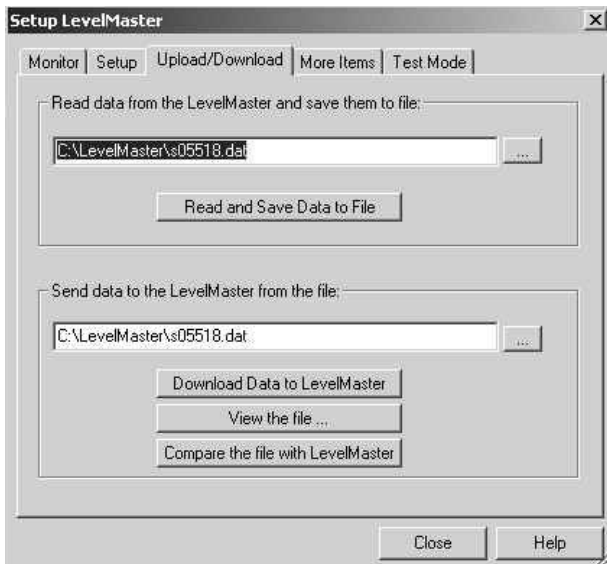 Setup LevelMaster
Monitor Setup Upload/Download More Items Test Mode
Read data from the LevelMaster and save them to file:
C:\LevelMaster\s05518.dat
...
Read and Save Data to File
Send data to the LevelMaster from the file:
C:\LevelMaster\s05518.dat
...
Download Data to LevelMaster
View the file ...
Compare the file with LevelMaster
Close Help